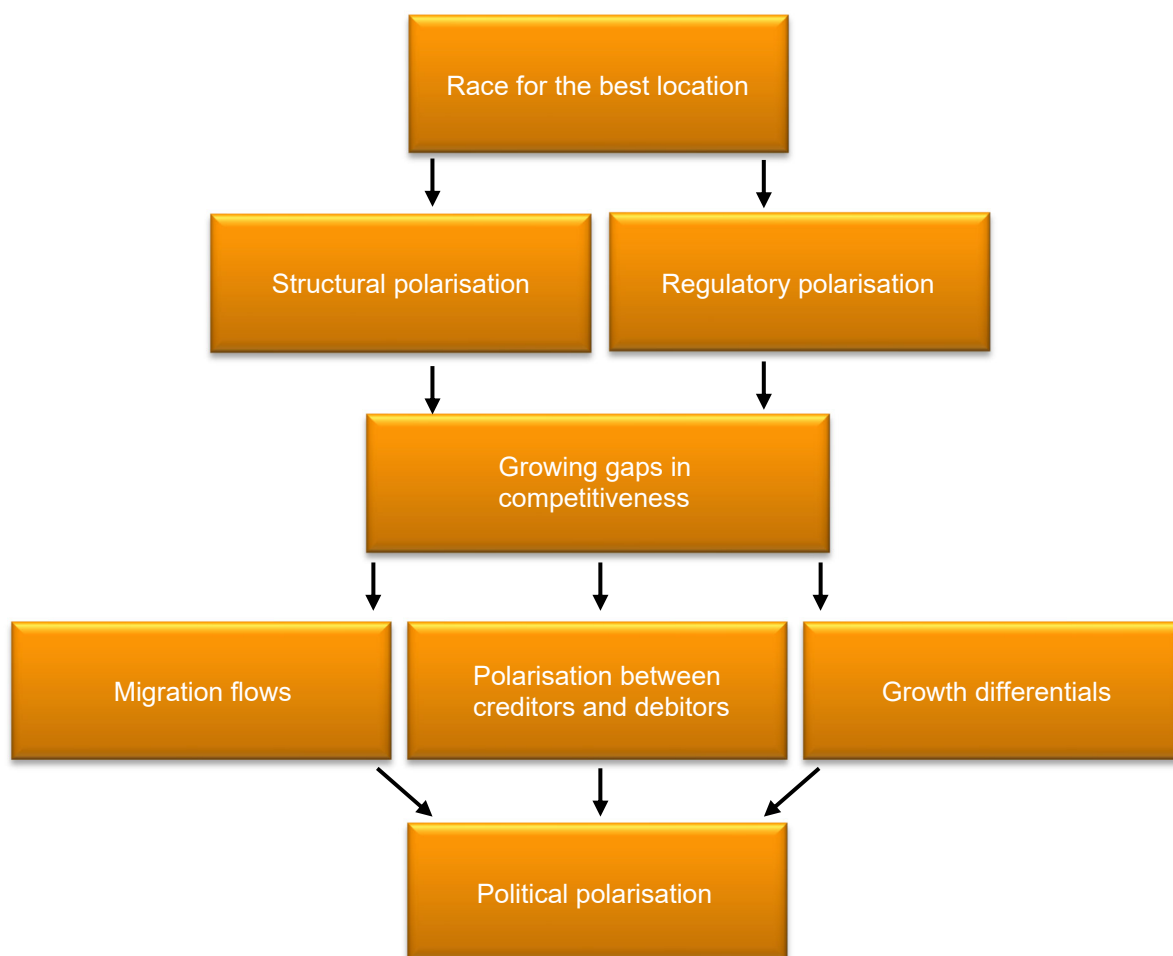 Race for the best location
Structural polarisation
Regulatory polarisation
Growing gaps in
competitiveness
Migration flows
Polarisation between
creditors and debitors
Growth differentials
Political polarisation